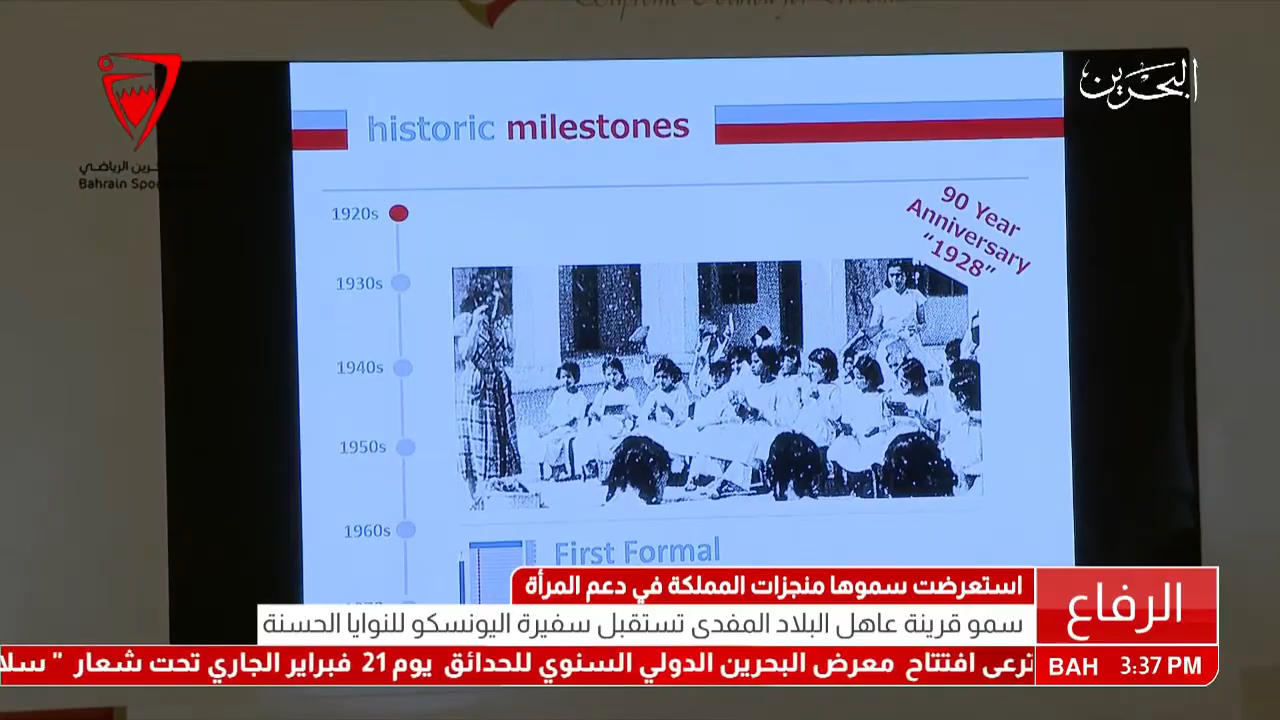 البحرين
Bahrain
historic milestones
90 Year
Anniversary
"1928"
1920s
1930s
1940s
1950s
1960s
First Formal
استعرضت سموها منجزات المملكة في دعم المرأة
الرفاع
سمو قرينة عاهل البلاد المفدى تستقبل سفيرة اليونسكو للنوايا الحسنة
ترعى افتتاح معرض البحرين الدولي السنوي للحدائق يوم 21 فبراير الجاري تحت شعار "
BAH 3:37 PM